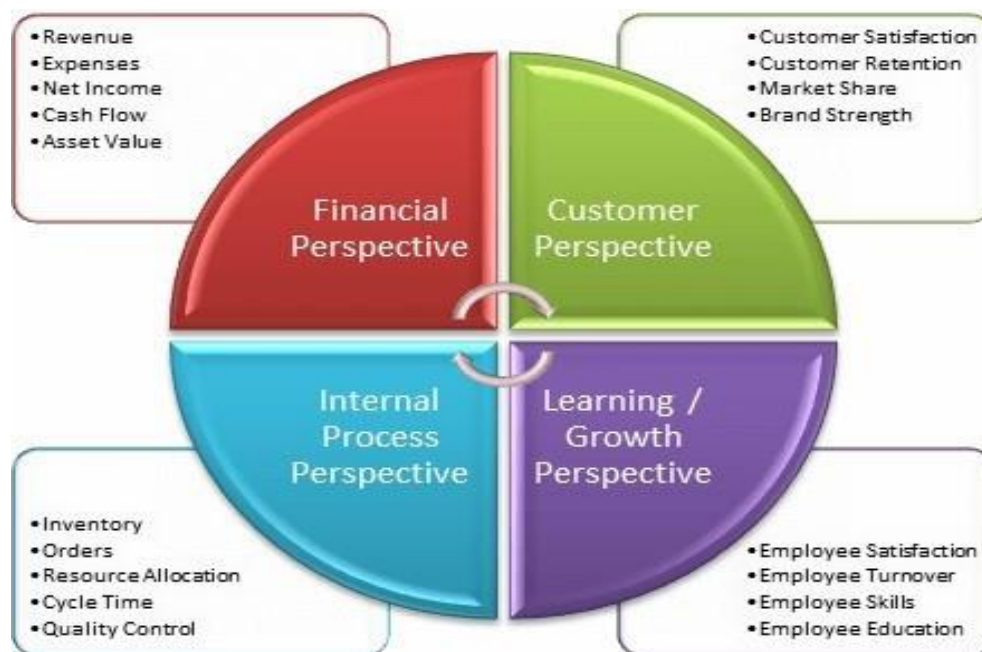 •Revenue
•Expenses
•Net Income
•Cash Flow
•Asset Value
•Customer Satisfaction
•Customer Retention
•Market Share
•Brand Strength
Financial
Perspective
Customer
Perspective
Internal
Process
Perspective
Learning /
Growth
Perspective
•Inventory
•Orders
•Resource Allocation
•Cycle Time
•Quality Control
•Employee Satisfaction
•Employee Turnover
•Employee Skills
•Employee Education